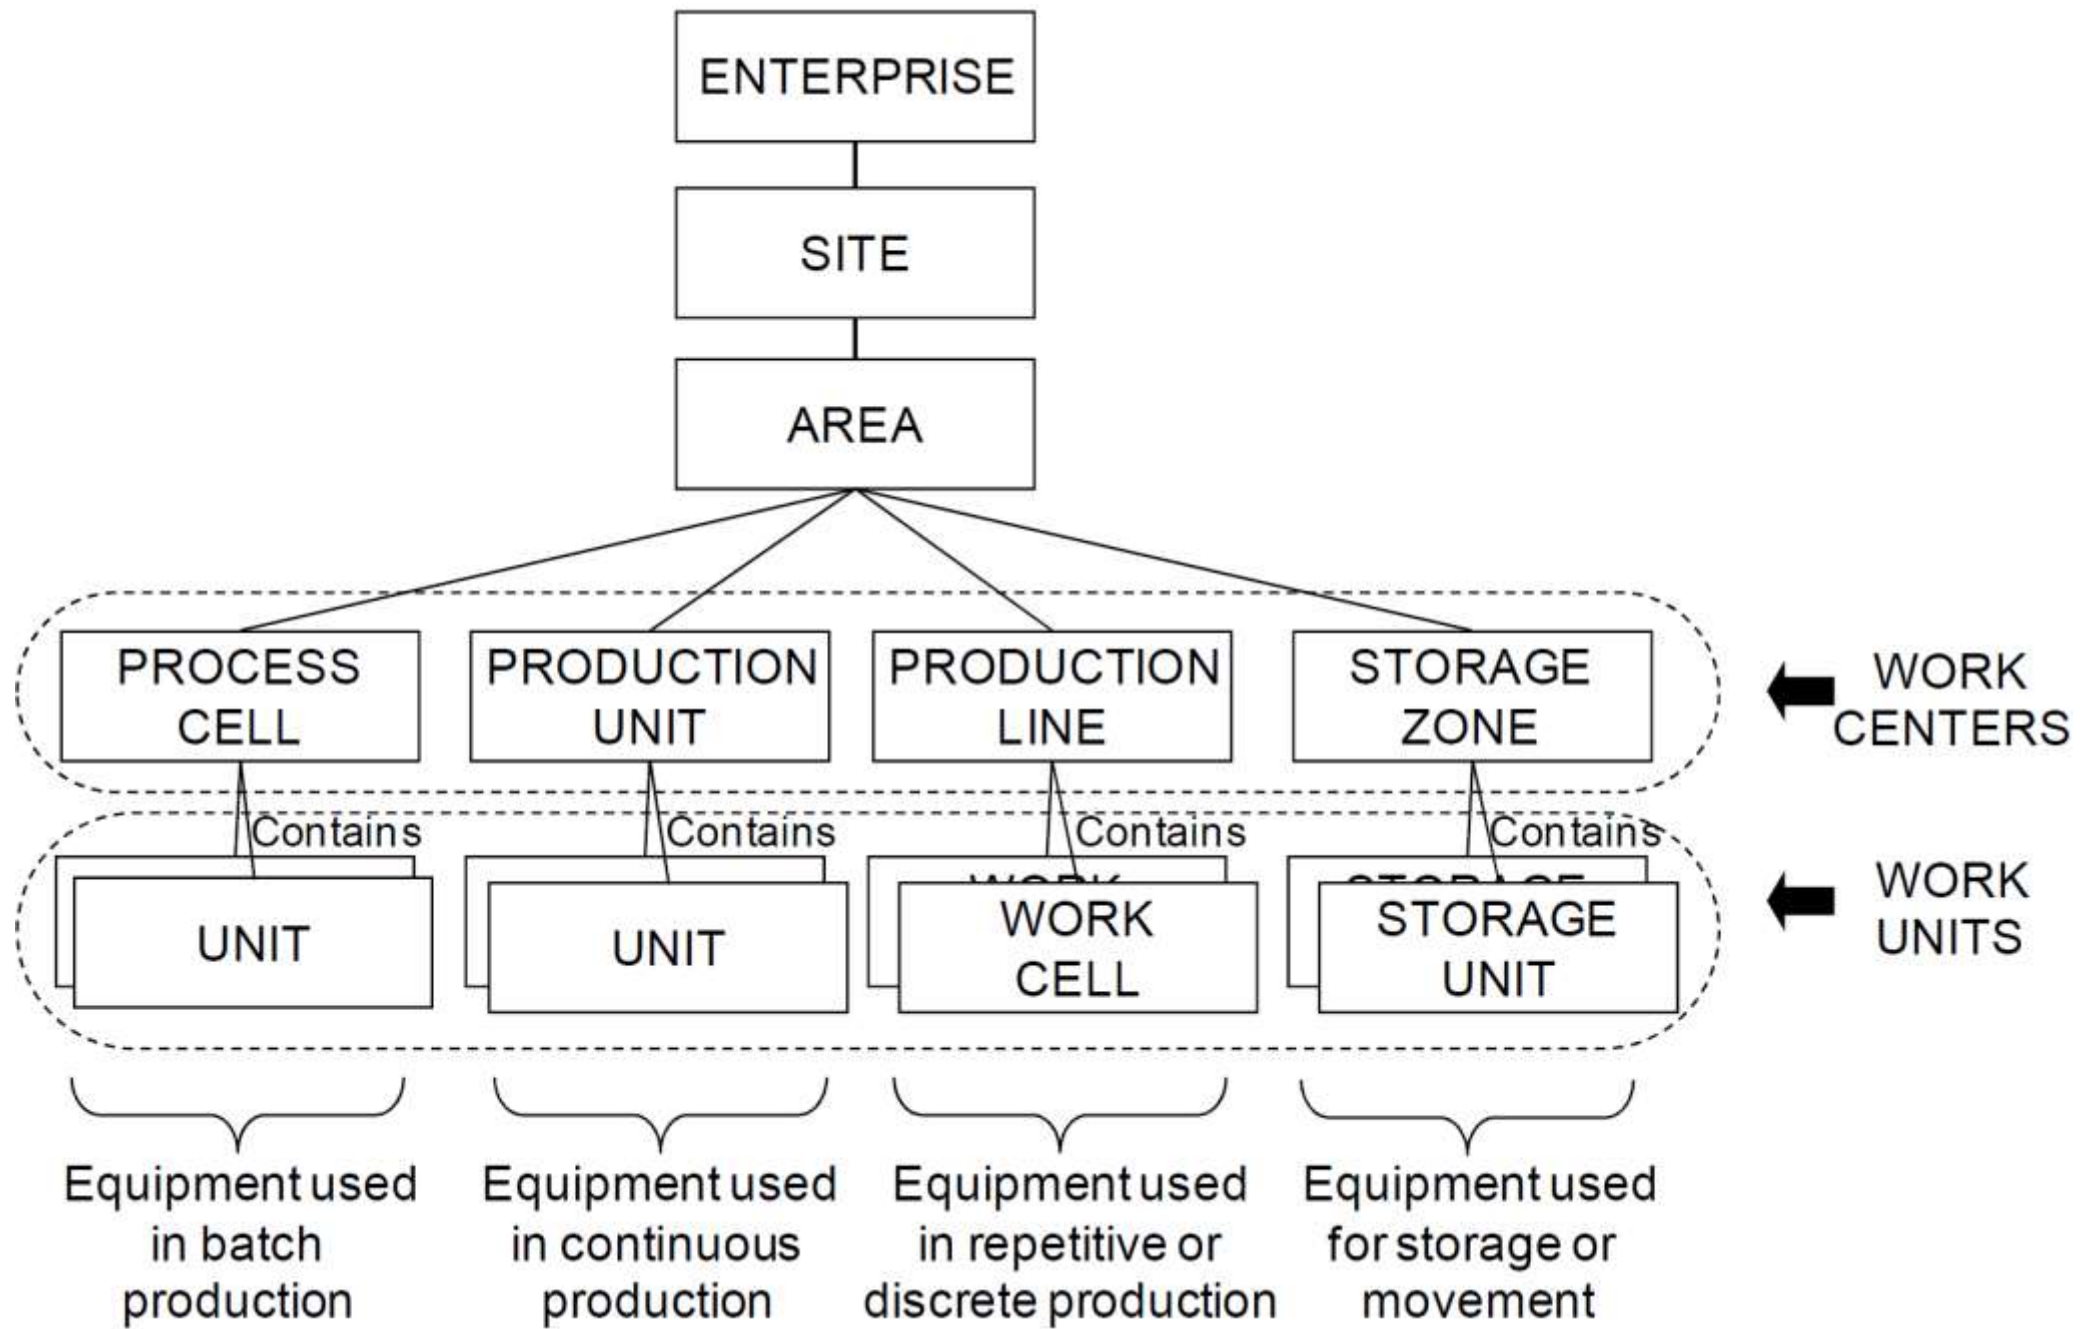 ENTERPRISE
SITE
AREA
PROCESS
CELL
PRODUCTION
UNIT
PRODUCTION
LINE
STORAGE
ZONE
WORK
CENTERS
Contains
Contains
Contains
Contains
UNIT
UNIT
WORK
WORK
CELL
STORAGE
STORAGE
UNIT
WORK
UNITS
Equipment used
in batch
production
Equipment used
in continuous
production
Equipment used
in repetitive or
discrete production
Equipment used
for storage or
movement